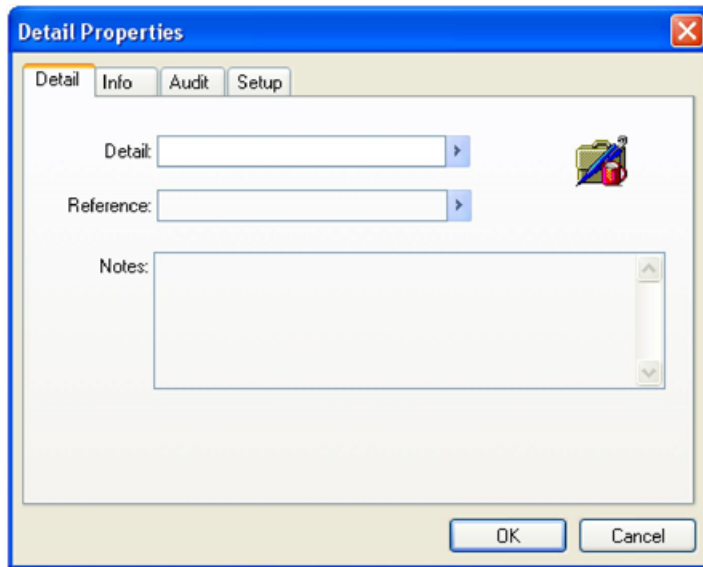 Detail Properties
Detail Info Audit Setup
Detail:
Reference:
Notes:
OK Cancel